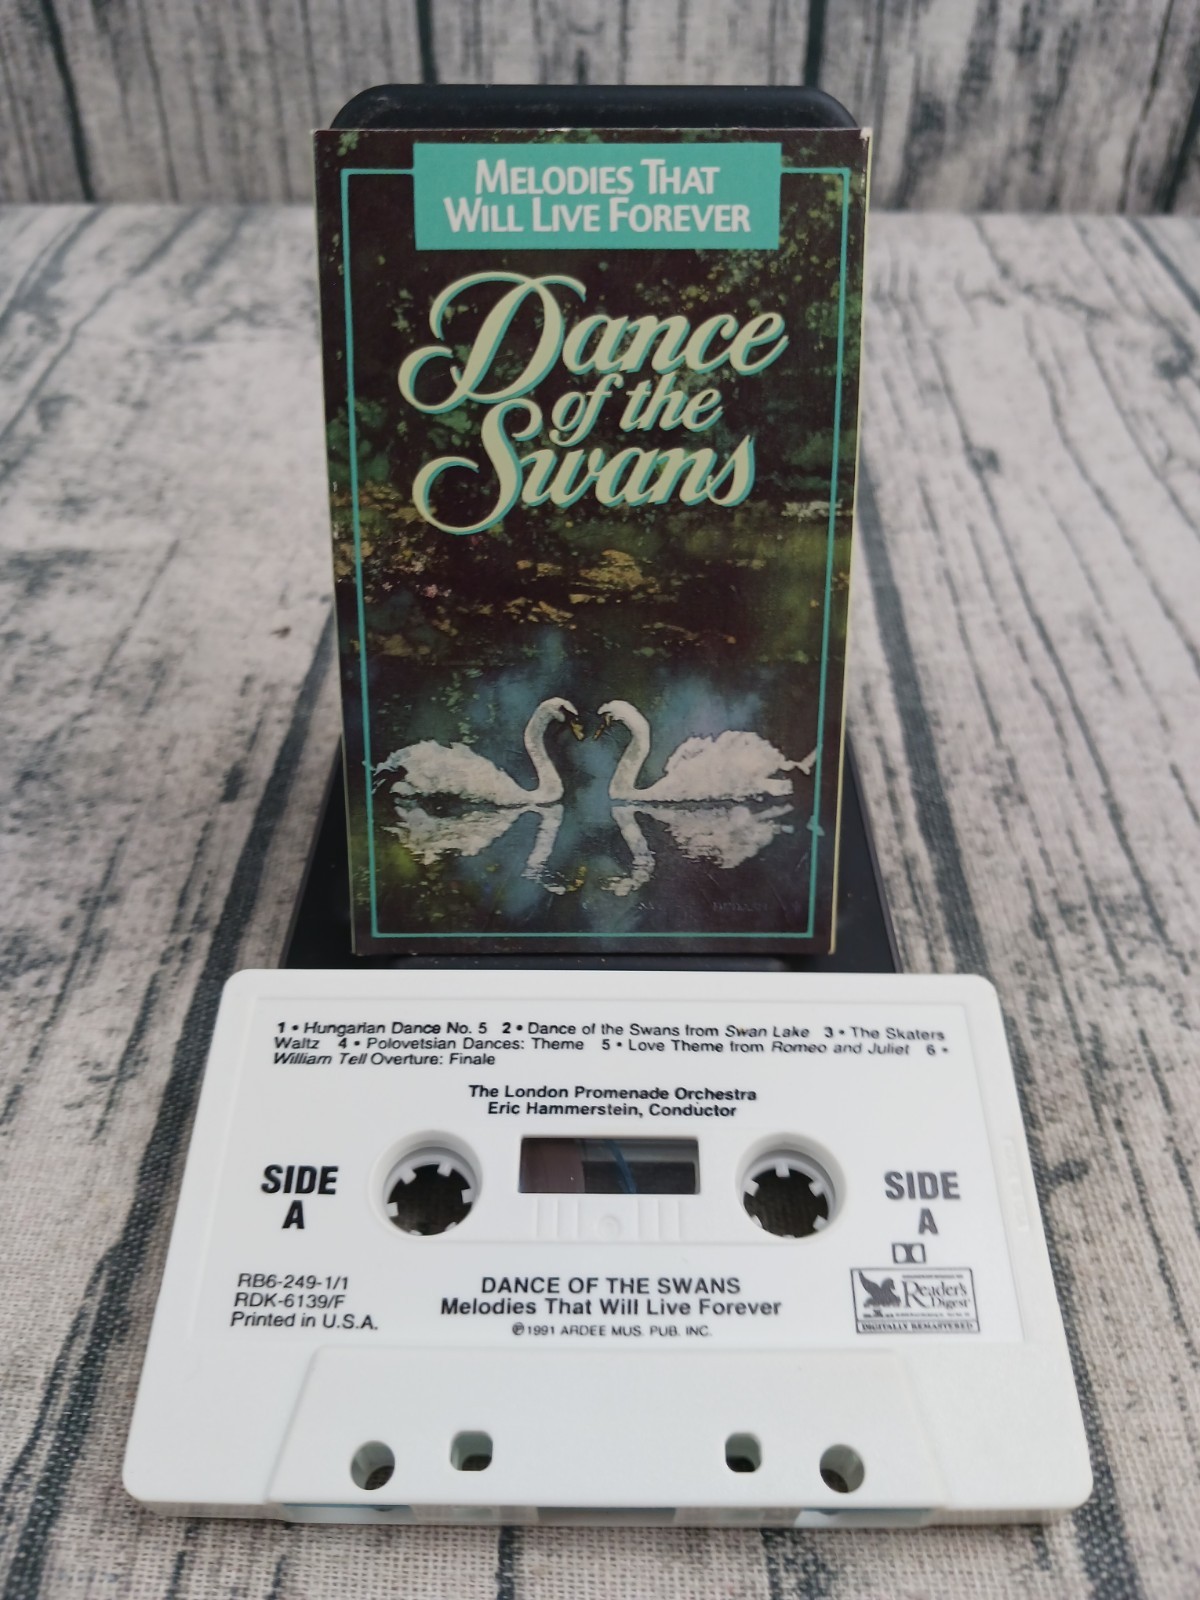 MELODIES THAT
WILL LIVE FOREVER
Dance
of the
Swans
1 • Hungarian Dance No. 5 2 • Dance of the Swans from Swan Lake 3 • The Skaters
Waltz 4 • Polovetsian Dances: Theme 5 • Love Theme from Romeo and Juliet 6 •
William Tell Overture: Finale
The London Promenade Orchestra
Eric Hammerstein, Conductor
SIDE
A
SIDE
A
RB6-249-1/1
RDK-6139/F
Printed in U.S.A.
DANCE OF THE SWANS
Melodies That Will Live Forever
℗1991 ARDEE MUS. PUB. INC.
Reader's
Digest
DIGITALLY REMASTERED